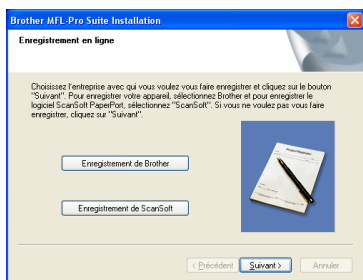 Brother MFL-Pro Suite Installation
Enregistrement en ligne
Choisissez l'entreprise avec qui vous voulez vous faire enregistrer et cliquez sur le bouton
"Suivant". Pour enregistrer votre appareil, sélectionnez Brother et pour enregistrer le
logiciel ScanSoft PaperPort, sélectionnez "ScanSoft". Si vous ne voulez pas vous faire
enregistrer, cliquez sur "Suivant".
Enregistrement de Brother
Enregistrement de ScanSoft
< Précédent Suivant > Annuler